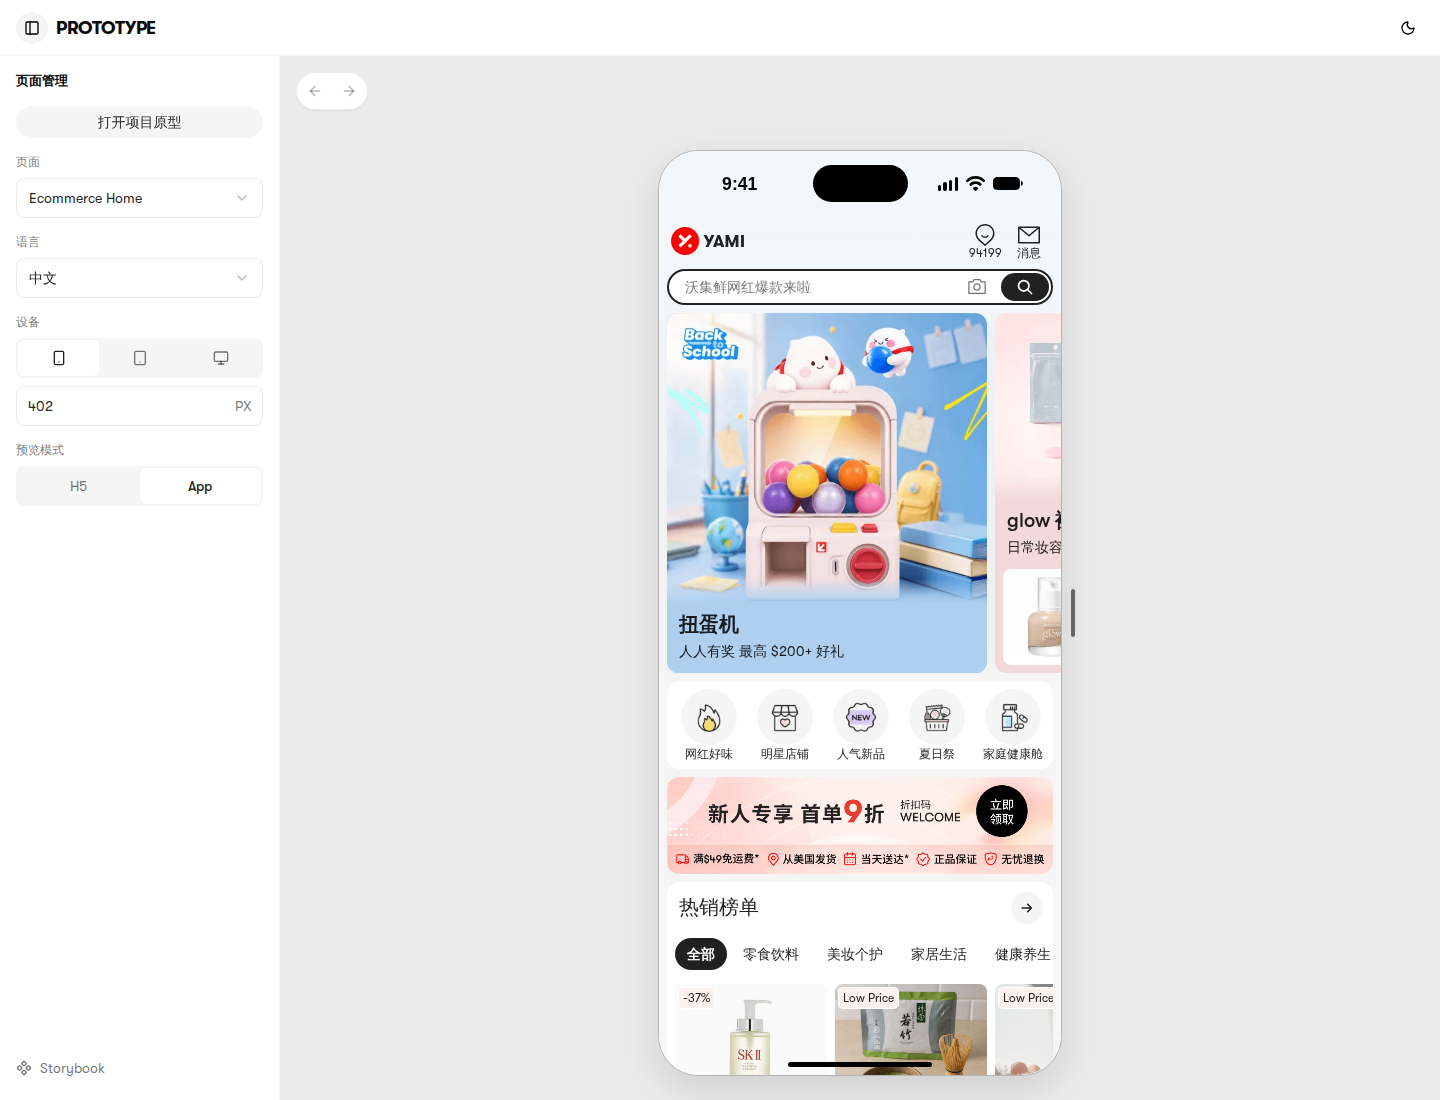 PROTOTYPE
页面管理
打开项目原型
页面
Ecommerce Home
语言
中文
设备
402 PX
预览模式
H5 App
Storybook
9:41
YAMI
94199 消息
沃集鲜网红爆款来啦
Back
to
School
扭蛋机
人人有奖 最高 $200+ 好礼
glow
日常妆容
网红好味 明星店铺 人气新品 夏日祭 家庭健康舱
NEW
新人专享 首单9折
折扣码
WELCOME
立即
领取
满$49免运费* 从美国发货 当天送达* 正品保证 无忧退换
热销榜单
全部 零食饮料 美妆个护 家居生活 健康养生
-37% Low Price Low Price
SK-II
若竹